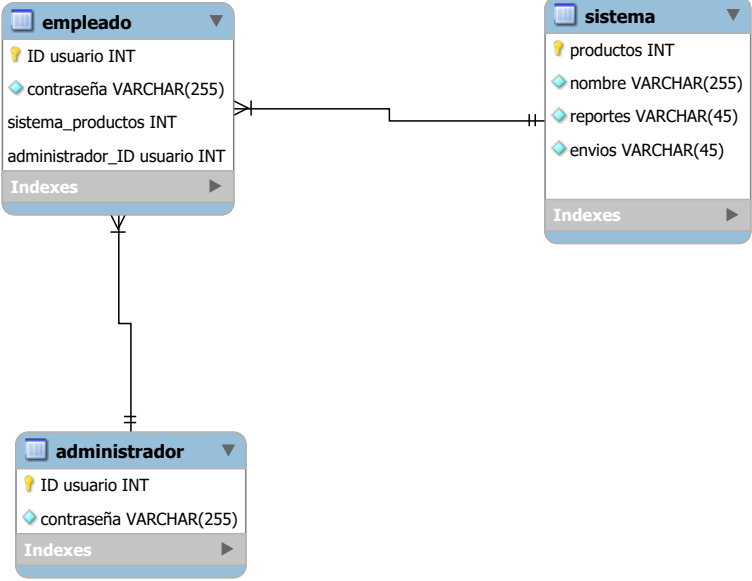 empleado
ID usuario INT
contraseña VARCHAR(255)
sistema_productos INT
administrador_ID usuario INT
Indexes
sistema
productos INT
nombre VARCHAR(255)
reportes VARCHAR(45)
envios VARCHAR(45)
Indexes
administrador
ID usuario INT
contraseña VARCHAR(255)
Indexes